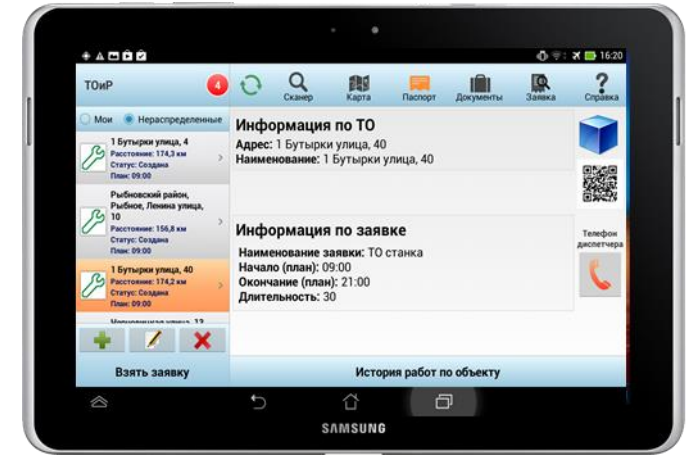 16:20
ТОиР
4
Сканер
Карта
Паспорт
Документы
Заявка
Справка
Мои
Нераспределенные
1 Бутырки улица, 4
Расстояние: 174,3 км
Статус: Создана
План: 09:00
Рыбновский район,
Рыбное, Ленина улица,
10
Расстояние: 156,8 км
Статус: Создана
План: 09:00
1 Бутырки улица, 40
Расстояние: 174,2 км
Статус: Создана
План: 09:00
Информация по ТО
Адрес: 1 Бутырки улица, 40
Наименование: 1 Бутырки улица, 40
Информация по заявке
Наименование заявки: ТО станка
Начало (план): 09:00
Окончание (план): 21:00
Длительность: 30
Телефон
диспетчера
Взять заявку
История работ по объекту
SAMSUNG